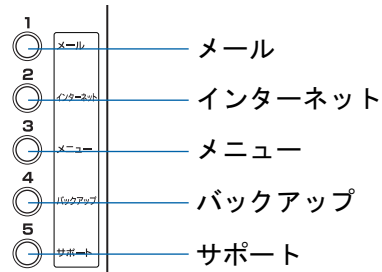 1
メール メール
2
インターネット インターネット
3
メニュー メニュー
4
バックアップ バックアップ
5
サポート サポート